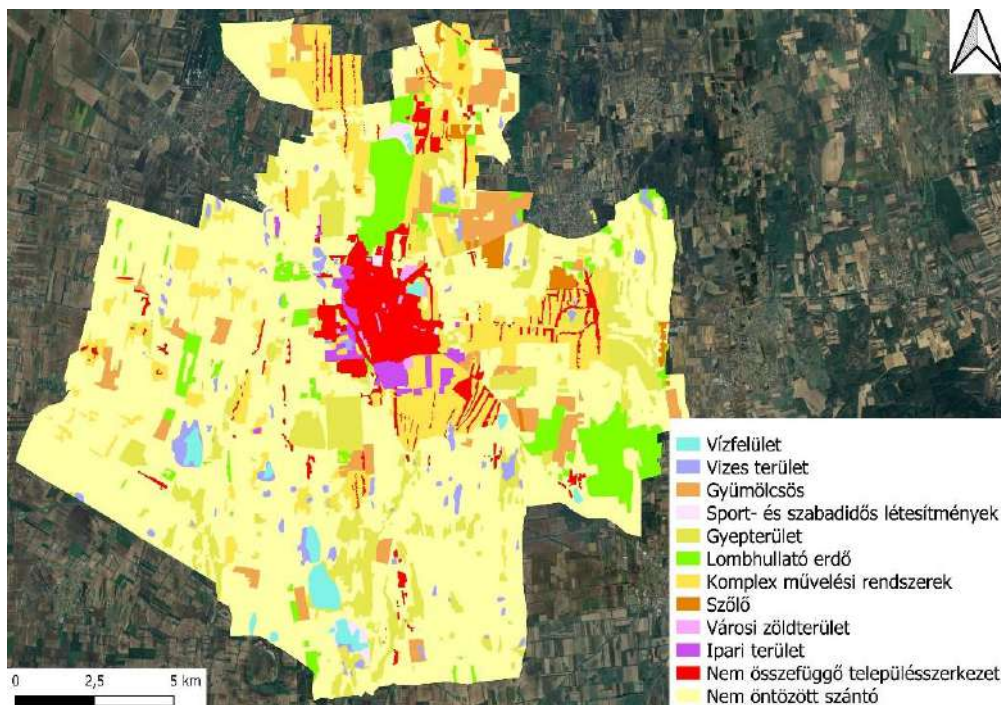 Vízfelület
Vizes terület
Gyümölcsös
Sport- és szabadidős létesítmények
Gyepterület
Lombhullató erdő
Komplex művelési rendszerek
Szőlő
Városi zöldterület
Ipari terület
Nem összefüggő településszerkezet
Nem öntözött szántó
0 2,5 5 km